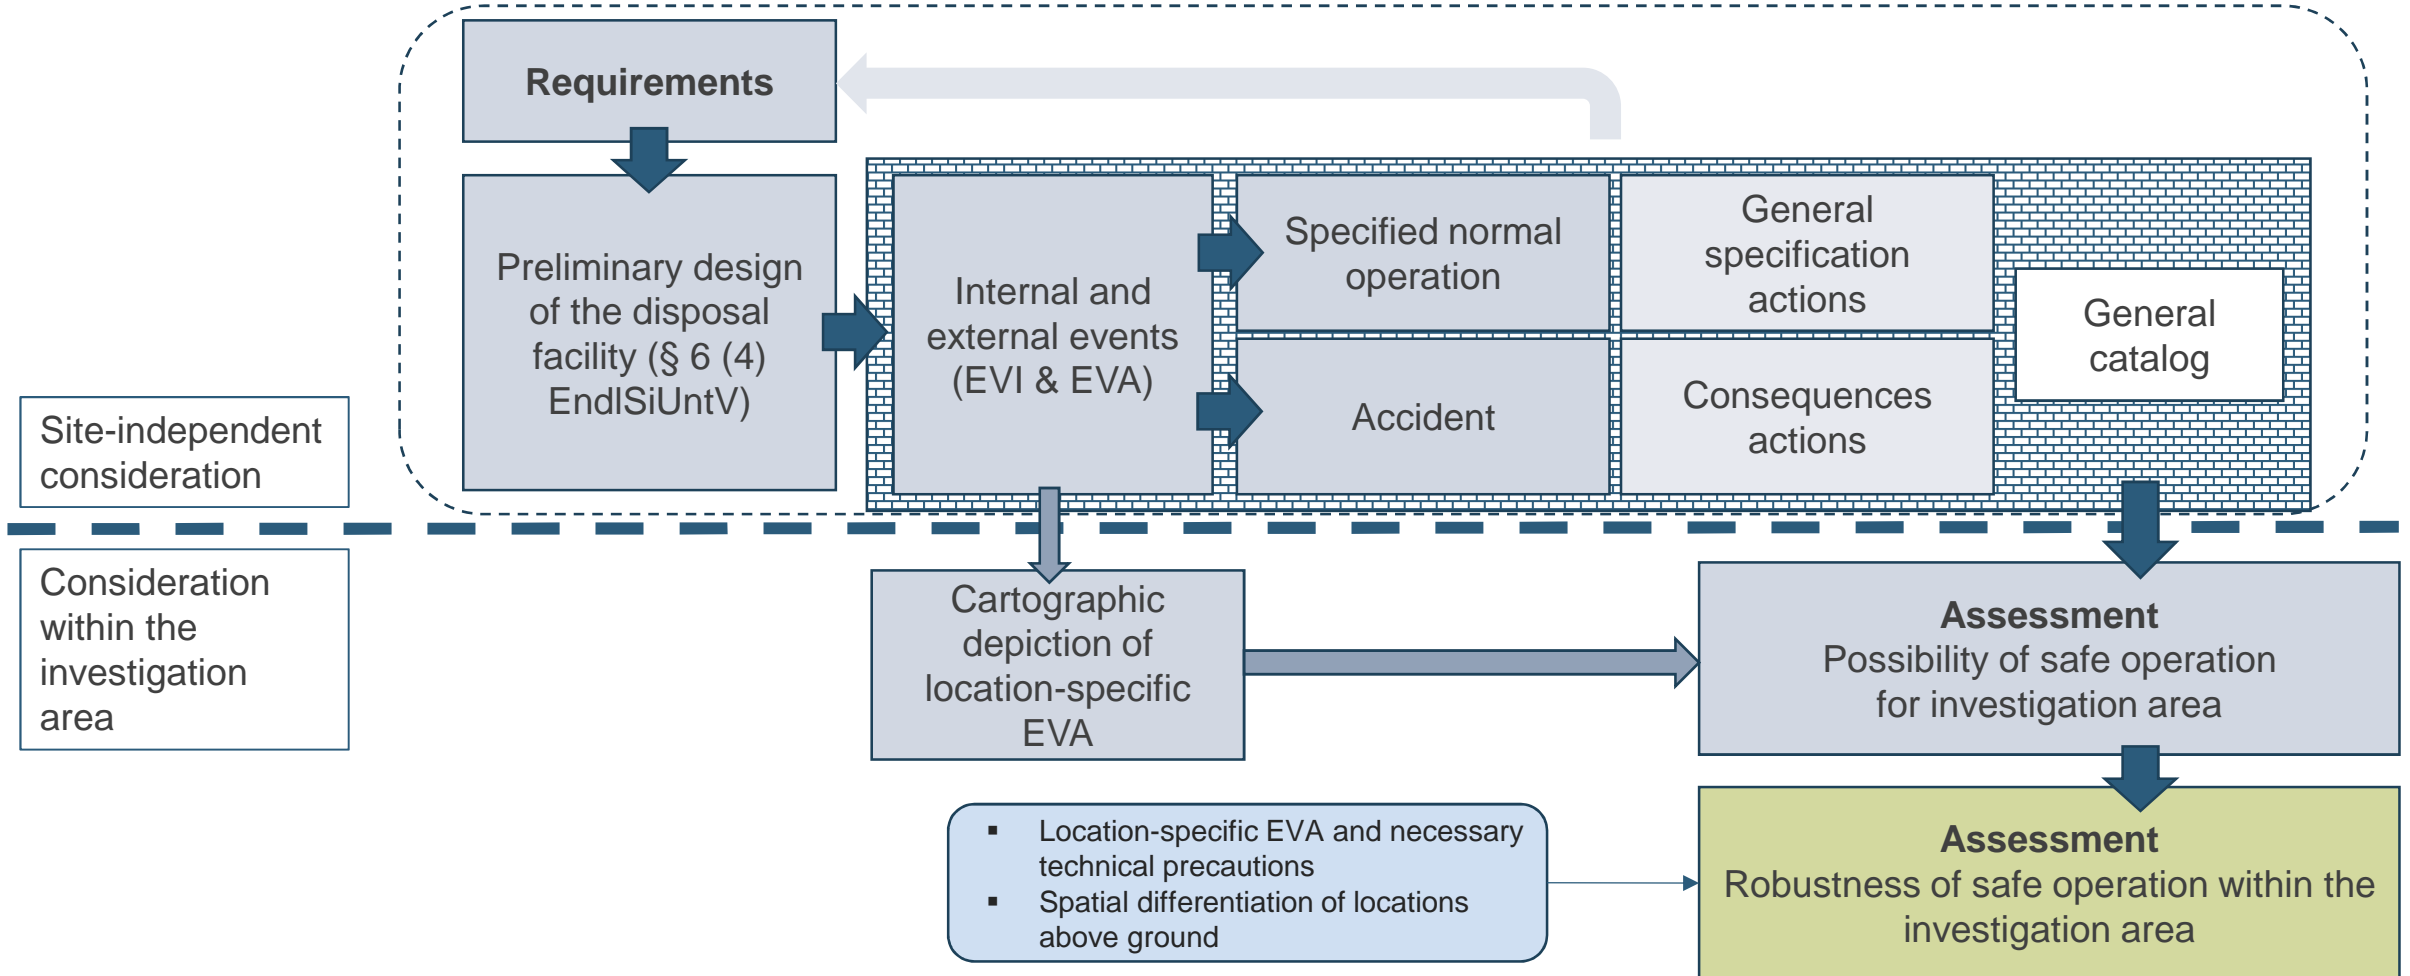 Requirements
Preliminary design
of the disposal
facility (§ 6 (4)
EndlSiUntV)
Internal and
external events
(EVI & EVA)
Specified normal
operation
Accident
General
specification
actions
Consequences
actions
General
catalog
Site-independent
consideration
Consideration
within the
investigation
area
Cartographic
depiction of
location-specific
EVA
Assessment
Possibility of safe operation
for investigation area
▪ Location-specific EVA and necessary
technical precautions
▪ Spatial differentiation of locations
above ground
Assessment
Robustness of safe operation within the
investigation area